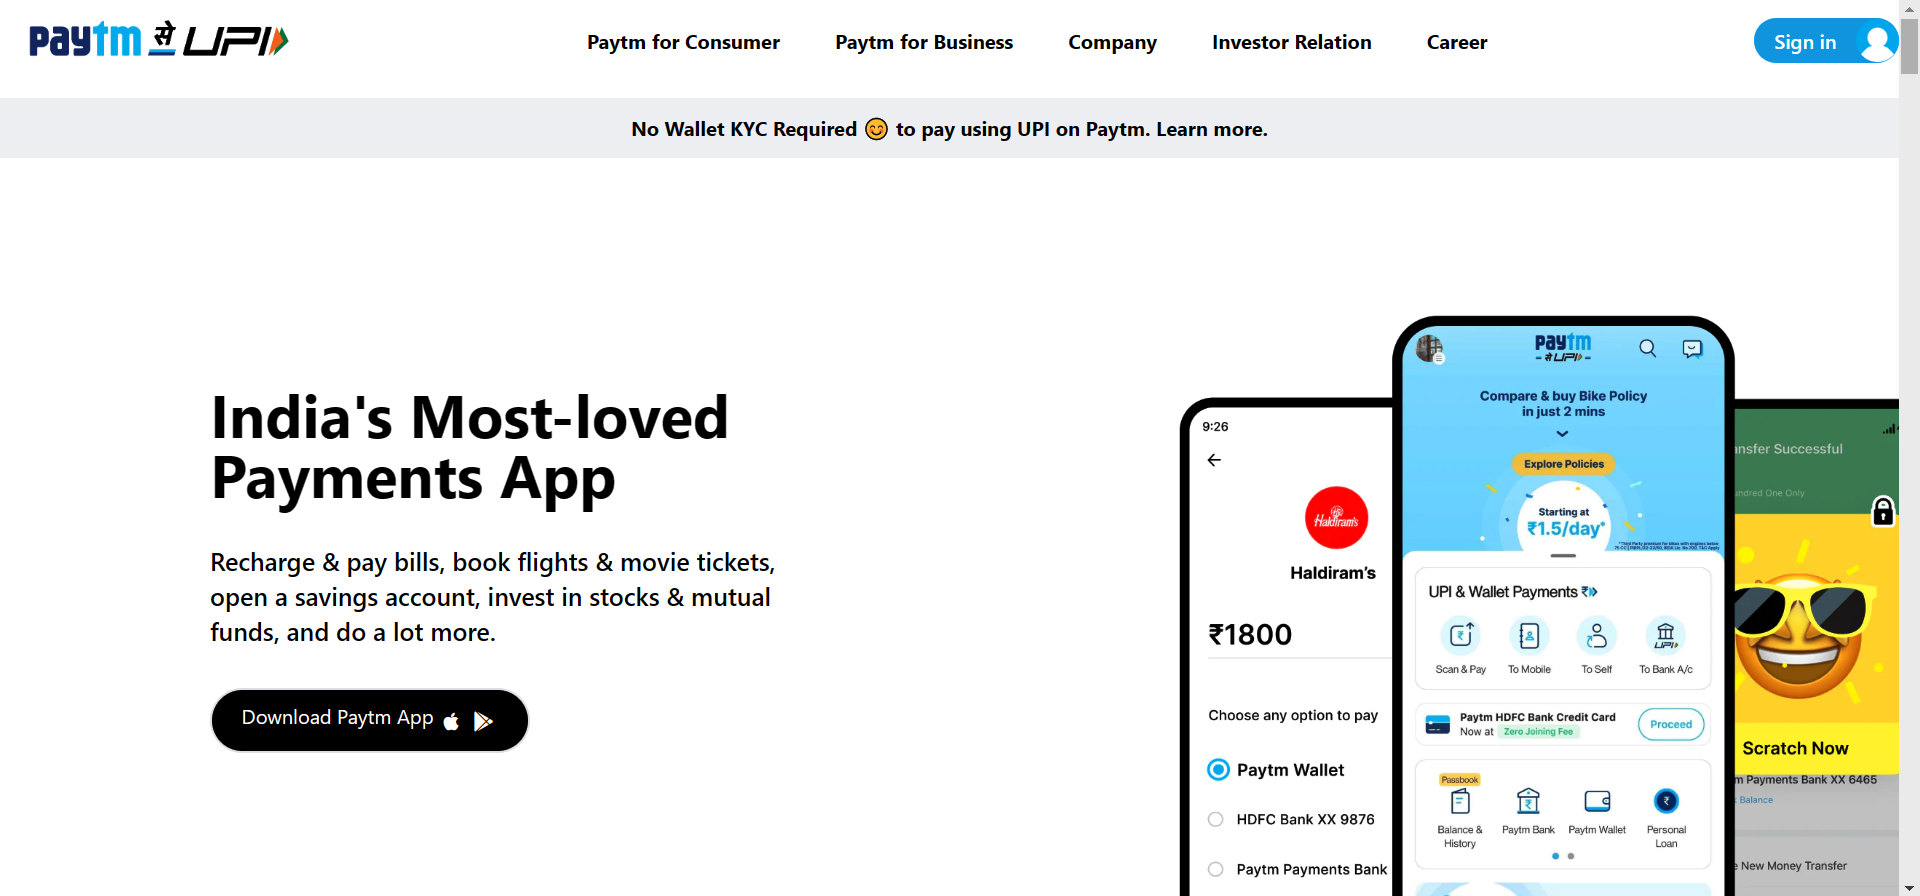 paytm से UPI
Paytm for Consumer
Paytm for Business
Company
Investor Relation
Career
Sign in
No Wallet KYC Required 😊 to pay using UPI on Paytm. Learn more.
India's Most-loved
Payments App
Recharge & pay bills, book flights & movie tickets,
open a savings account, invest in stocks & mutual
funds, and do a lot more.
Download Paytm App
9:26
Haldiram's
Haldiram's
₹1800
Choose any option to pay
Paytm Wallet
HDFC Bank XX 9876
Paytm Payments Bank
paytm
से UPI
Compare & buy Bike Policy
in just 2 mins
Explore Policies
Starting at
₹1.5/day*
UPI & Wallet Payments
Scan & Pay
To Mobile
To Self
UPI
To Bank A/c
Paytm HDFC Bank Credit Card
Now at Zero Joining Fee
Proceed
Passbook
Balance &
History
Paytm Bank
Paytm Wallet
Personal
Loan
nsfer Successful
undred One Only
Scratch Now
m Payments Bank XX 6465
Balance
New Money Transfer